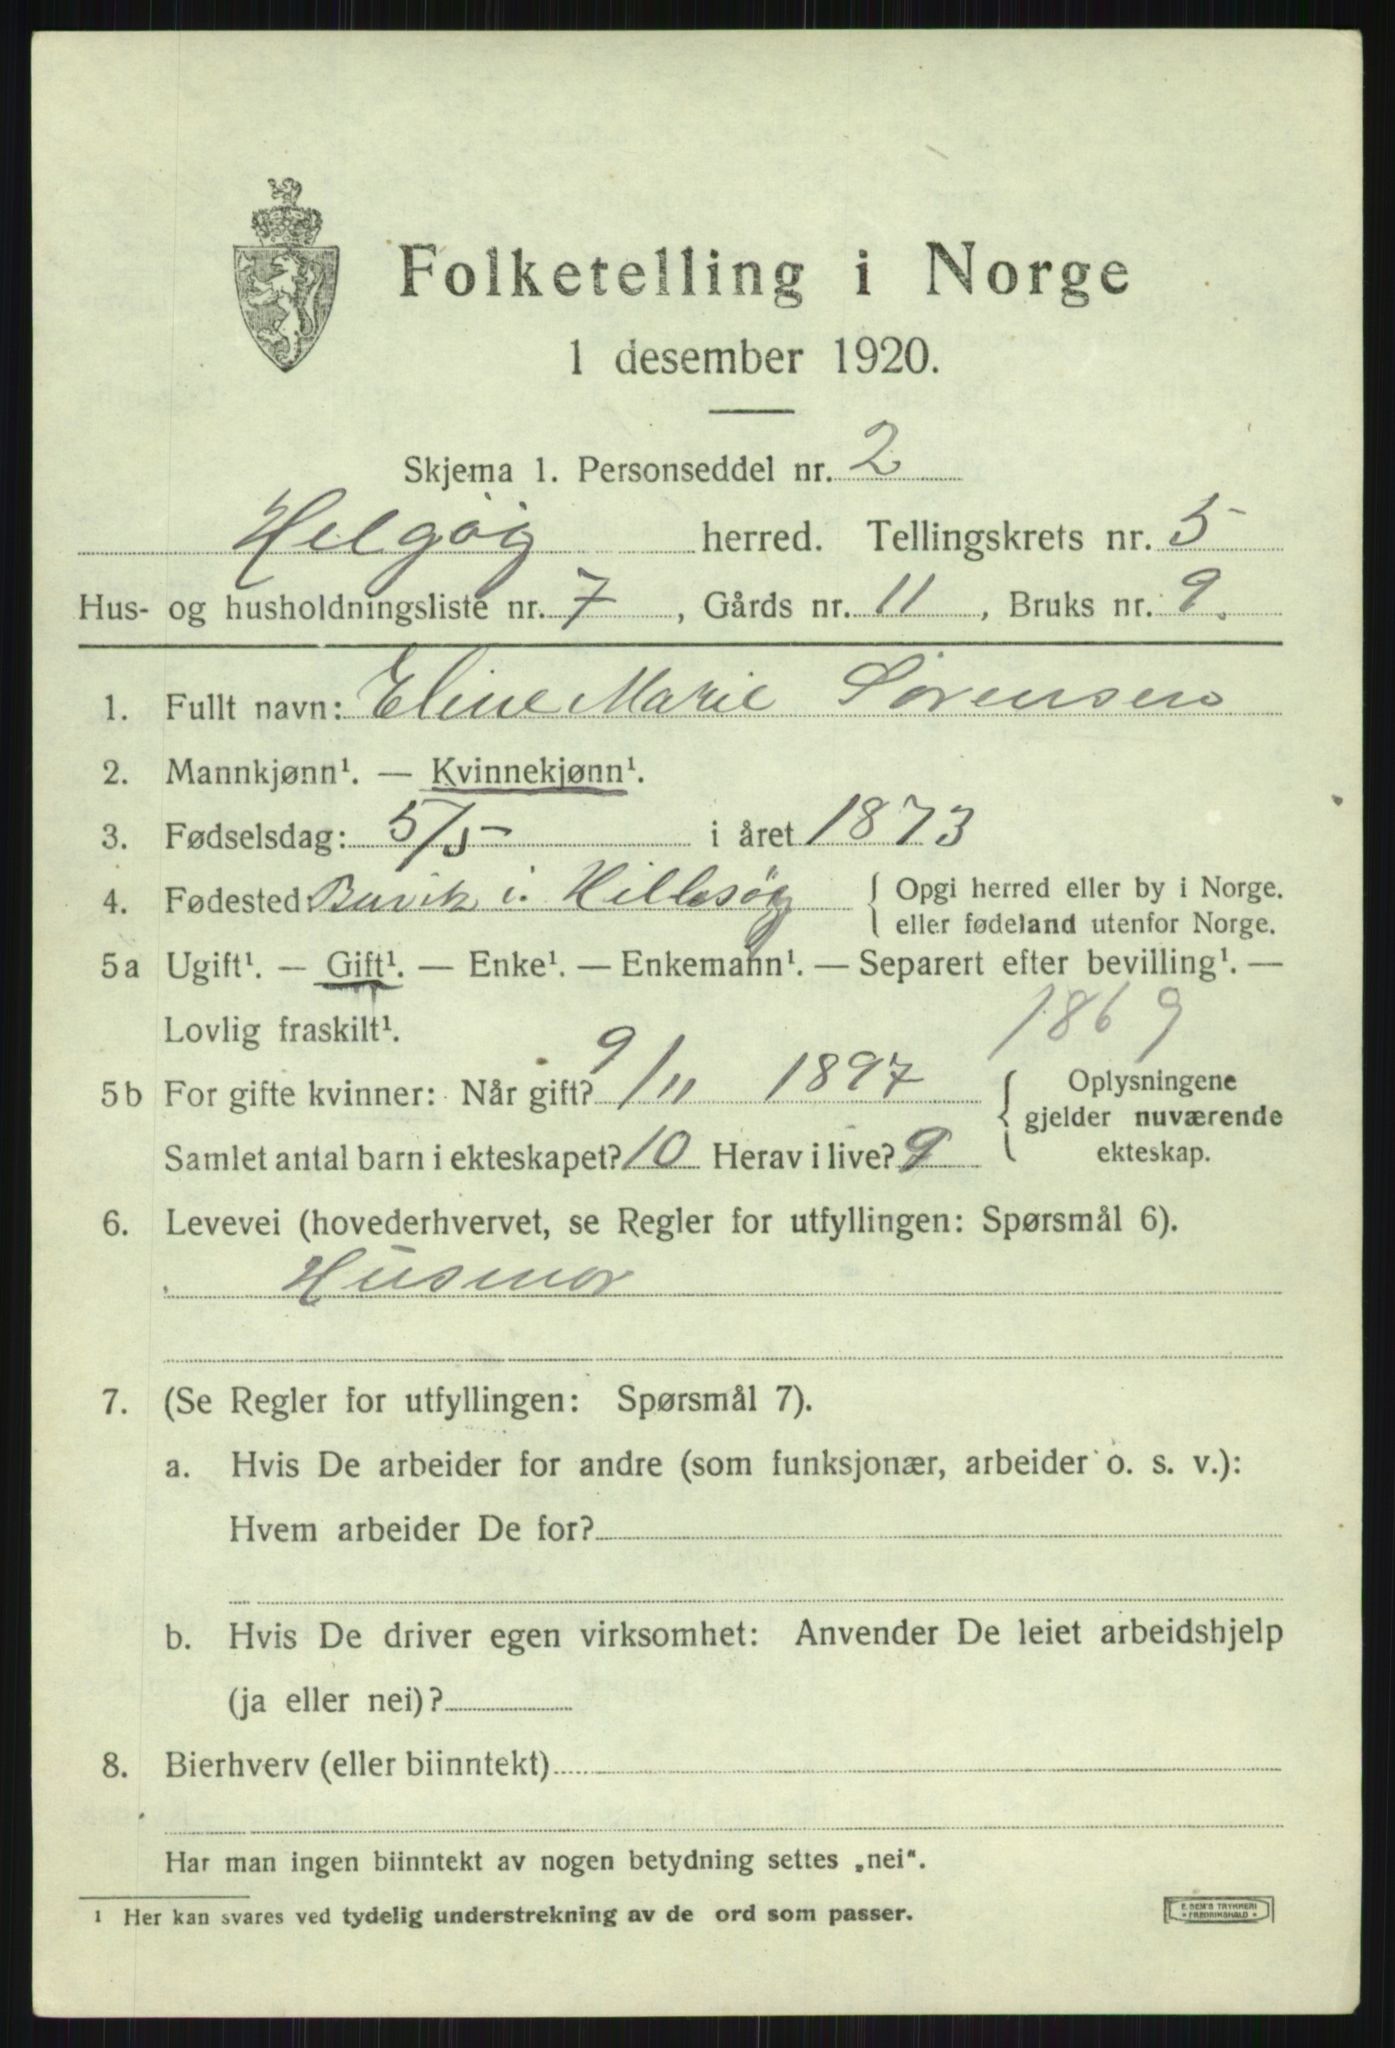 Folketelling i Norge
1 desember 1920.
Skjema 1. Personseddel nr. 2
Helgøy herred. Tellingskrets nr. 5
Hus- og husholdningsliste nr. 7, Gårds nr. 11, Bruks nr. 9.
1. Fullt navn: Eline Marie Sørensen
2. Mannkjønn¹. — Kvinnekjønn¹.
3. Fødselsdag: 5/5- i året 1873
4. Fødested Burvik i Hillesøy { Opgi herred eller by i Norge.
eller fødeland utenfor Norge.
5a Ugift¹. — Gift¹. — Enke¹. — Enkemann¹. — Separert efter bevilling¹. —
Lovlig fraskilt¹. 1869
5b For gifte kvinner: Når gift? 9/11 1897 { Oplysningene
gjelder nuværende
Samlet antal barn i ekteskapet? 10 Herav i live? 9 ekteskap.
6. Levevei (hovederhvervet, se Regler for utfyllingen: Spørsmål 6).
Husmor
7. (Se Regler for utfyllingen: Spørsmål 7).
a. Hvis De arbeider for andre (som funksjonær, arbeider o. s. v.):
Hvem arbeider De for?
b. Hvis De driver egen virksomhet: Anvender De leiet arbeidshjelp
(ja eller nei)?
8. Bierhverv (eller biinntekt)
Har man ingen biinntekt av nogen betydning settes „nei".
1 Her kan svares ved tydelig understrekning av de ord som passer.
E. SEM'S TRYKKERI
FREDRIKSHALD